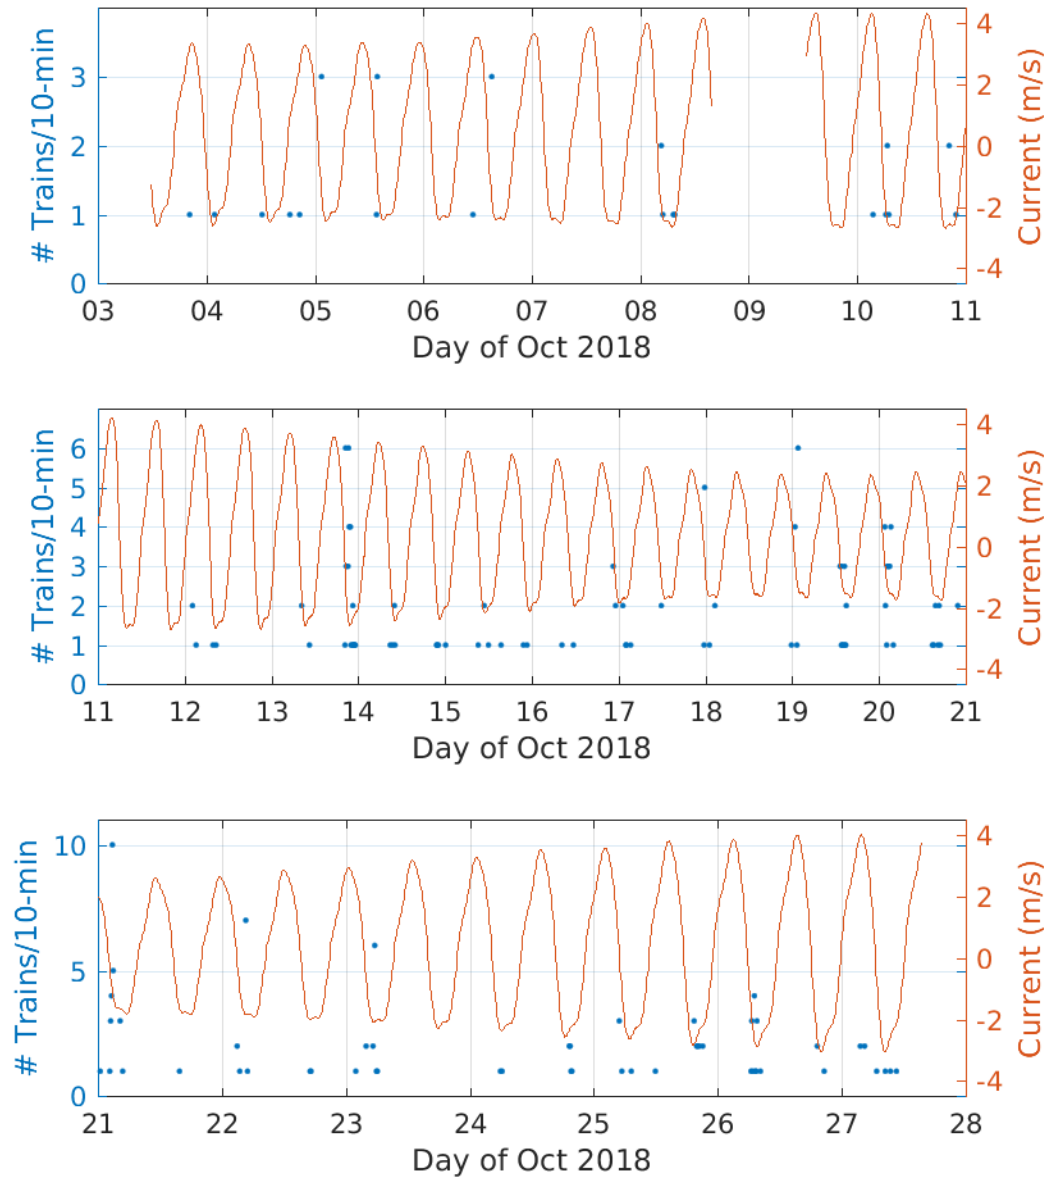 # Trains/10-min
3
2
1
0
4
2
0
-2
-4
Current (m/s)
03 04 05 06 07 08 09 10 11
Day of Oct 2018
# Trains/10-min
6
5
4
3
2
1
0
4
2
0
-2
-4
Current (m/s)
11 12 13 14 15 16 17 18 19 20 21
Day of Oct 2018
# Trains/10-min
10
5
0
4
2
0
-2
-4
Current (m/s)
21 22 23 24 25 26 27 28
Day of Oct 2018